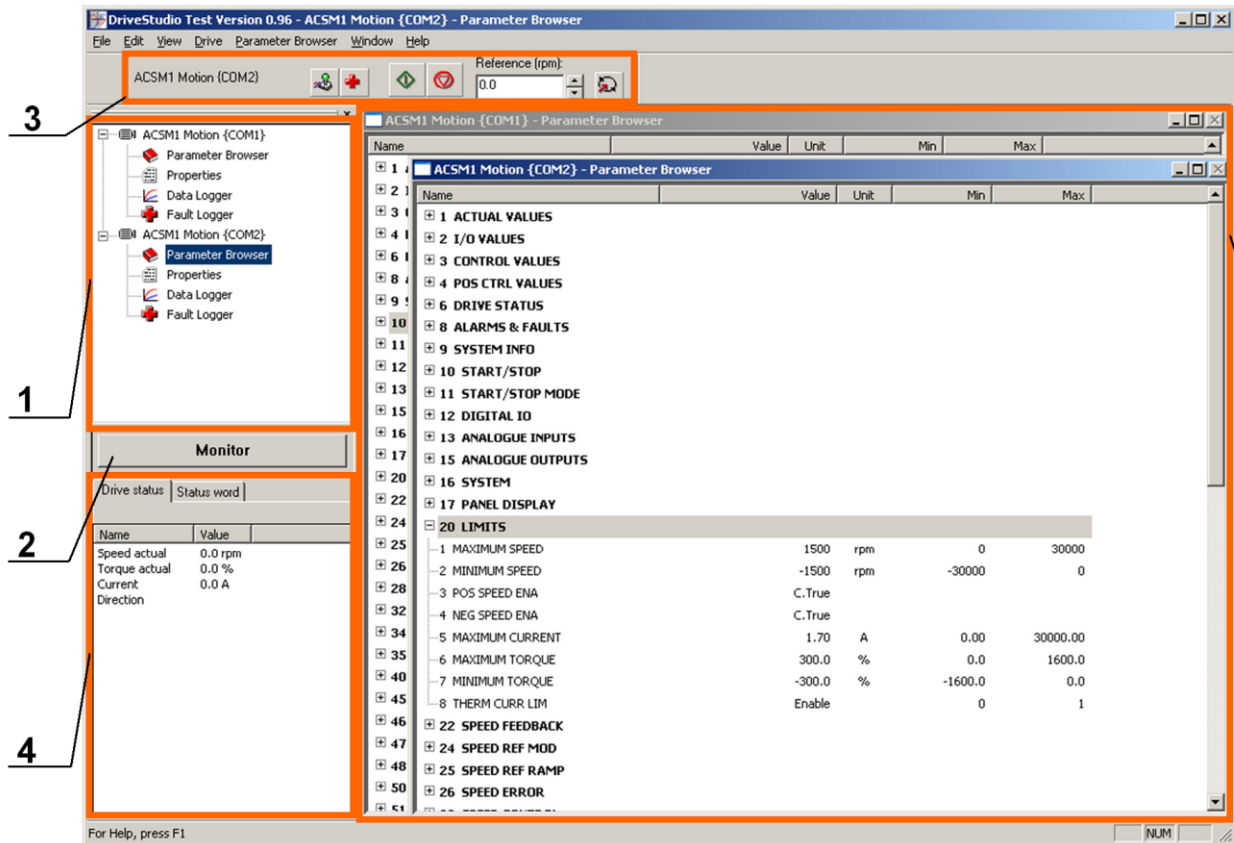 DriveStudio Test Version 0.96 - ACSM1 Motion {COM2} - Parameter Browser
File Edit View Drive Parameter Browser Window Help
ACSM1 Motion {COM2}
Reference (rpm):
0.0
3
ACSM1 Motion {COM1}
Parameter Browser
Properties
Data Logger
Fault Logger
ACSM1 Motion {COM2}
Parameter Browser
Properties
Data Logger
Fault Logger
1
Monitor
2
Drive status Status word
Name Value
Speed actual 0.0 rpm
Torque actual 0.0 %
Current 0.0 A
Direction
4
ACSM1 Motion {COM1} - Parameter Browser
Name Value Unit Min Max
1
2
3
4
6
8
9
10
11
12
13
15
16
17
20
22
24
25
26
28
32
34
35
40
45
46
47
48
50
51
ACSM1 Motion {COM2} - Parameter Browser
Name Value Unit Min Max
1 ACTUAL VALUES
2 I/O VALUES
3 CONTROL VALUES
4 POS CTRL VALUES
6 DRIVE STATUS
8 ALARMS & FAULTS
9 SYSTEM INFO
10 START/STOP
11 START/STOP MODE
12 DIGITAL IO
13 ANALOGUE INPUTS
15 ANALOGUE OUTPUTS
16 SYSTEM
17 PANEL DISPLAY
20 LIMITS
1 MAXIMUM SPEED 1500 rpm 0 30000
2 MINIMUM SPEED -1500 rpm -30000 0
3 POS SPEED ENA C.True
4 NEG SPEED ENA C.True
5 MAXIMUM CURRENT 1.70 A 0.00 30000.00
6 MAXIMUM TORQUE 300.0 % 0.0 1600.0
7 MINIMUM TORQUE -300.0 % -1600.0 0.0
8 THERM CURR LIM Enable 0 1
22 SPEED FEEDBACK
24 SPEED REF MOD
25 SPEED REF RAMP
26 SPEED ERROR
For Help, press F1
NUM